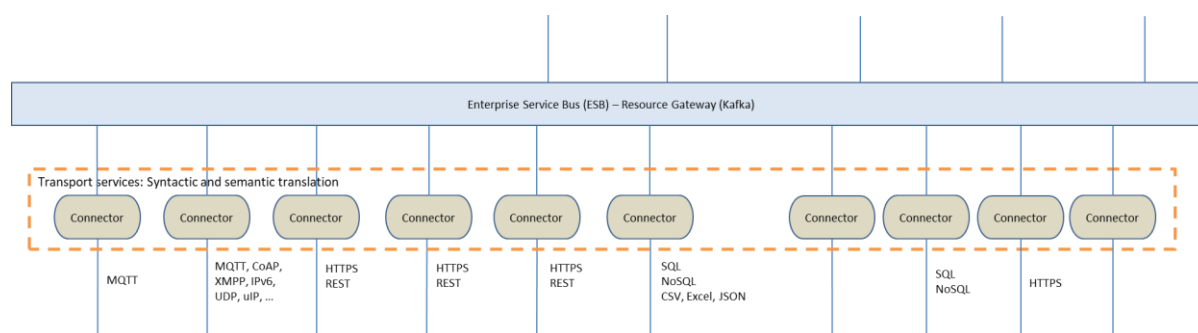 Enterprise Service Bus (ESB) – Resource Gateway (Kafka)
Transport services: Syntactic and semantic translation
Connector
Connector
Connector
Connector
Connector
Connector
Connector
Connector
Connector
Connector
MQTT
MQTT, CoAP,
XMPP, IPv6,
UDP, uIP, ...
HTTPS
REST
HTTPS
REST
HTTPS
REST
SQL
NoSQL
CSV, Excel, JSON
SQL
NoSQL
HTTPS